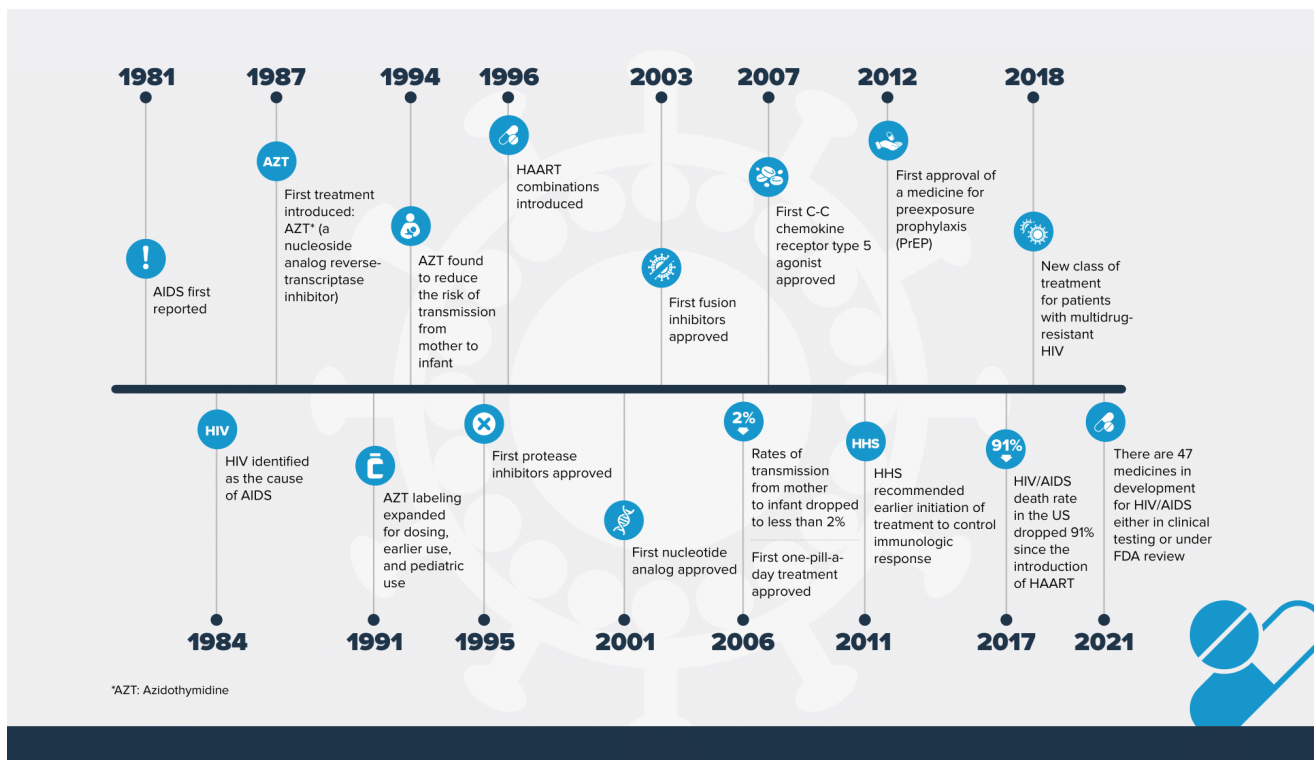 1981
1987
1994
1996
2003
2007
2012
2018
AIDS first
reported
AZT
First treatment
introduced:
AZT* (a
nucleoside
analog reverse-
transcriptase
inhibitor)
AZT found
to reduce
the risk of
transmission
from
mother to
infant
HAART
combinations
introduced
First fusion
inhibitors
approved
First C-C
chemokine
receptor type 5
agonist
approved
First approval of
a medicine for
preexposure
prophylaxis
(PrEP)
New class of
treatment
for patients
with multidrug-
resistant
HIV
HIV
HIV identified
as the cause
of AIDS
AZT labeling
expanded
for dosing,
earlier use,
and pediatric
use
First protease
inhibitors approved
First nucleotide
analog approved
2%
Rates of
transmission
from mother
to infant dropped
to less than 2%
First one-pill-a-
day treatment
approved
HHS
HHS
recommended
earlier initiation of
treatment to control
immunologic
response
91%
HIV/AIDS
death rate
in the US
dropped 91%
since the
introduction
of HAART
There are 47
medicines in
development
for HIV/AIDS
either in clinical
testing or under
FDA review
1984
1991
1995
2001
2006
2011
2017
2021
*AZT: Azidothymidine